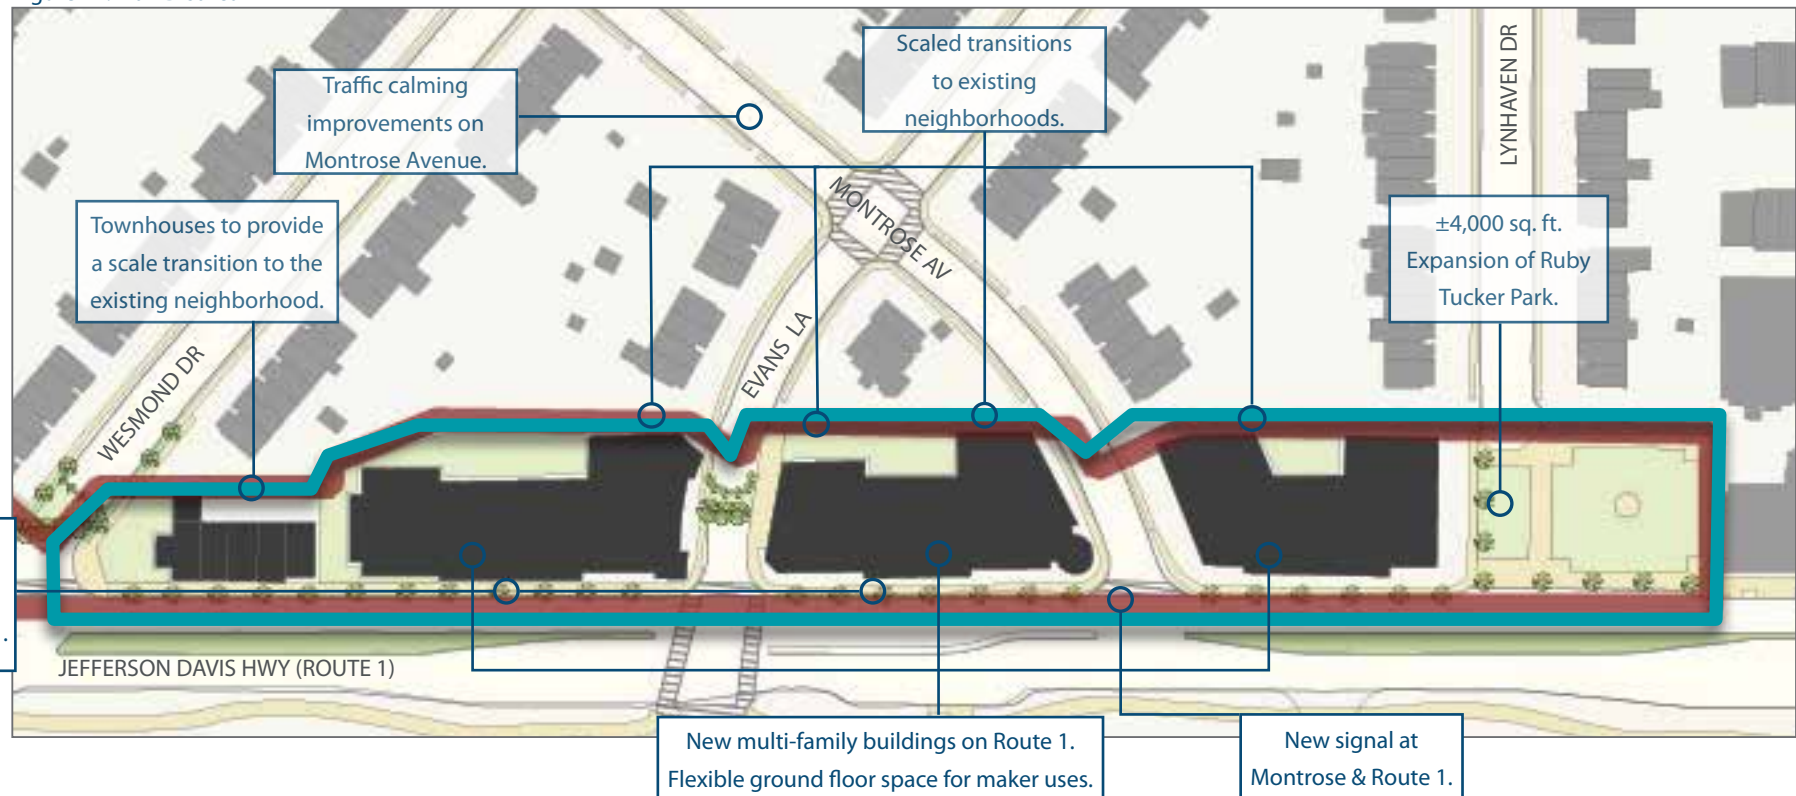 Traffic calming
improvements on
Montrose Avenue.
Scaled transitions
to existing
neighborhoods.
LYNHAVEN DR
Townhouses to provide
a scale transition to the
existing neighborhood.
MONTROSE AV
±4,000 sq. ft.
Expansion of Ruby
Tucker Park.
WESMOND DR
EVANS LA
.
JEFFERSON DAVIS HWY (ROUTE 1)
New multi-family buildings on Route 1.
Flexible ground floor space for maker uses.
New signal at
Montrose & Route 1.